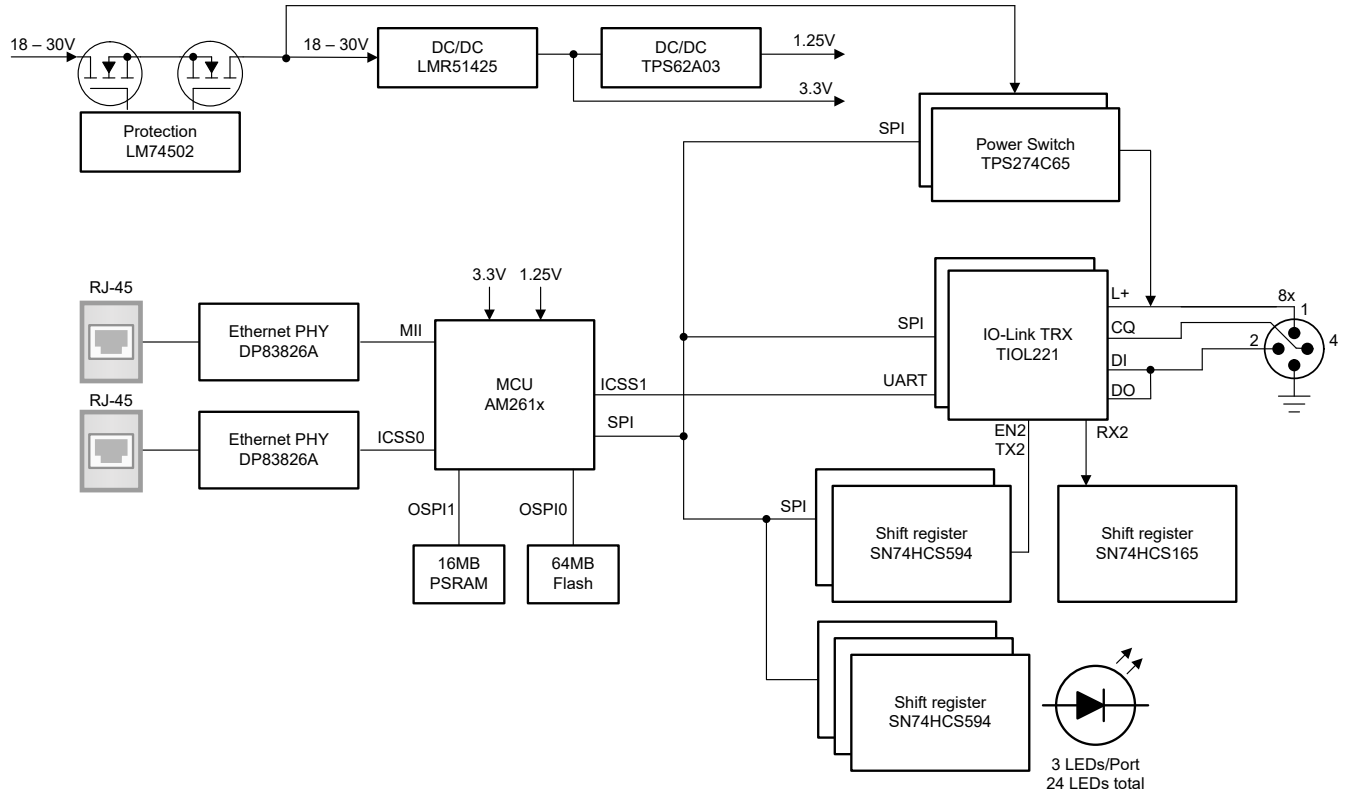 18 – 30V
18 – 30V
DC/DC
LMR51425
DC/DC
TPS62A03
1.25V
3.3V
Protection
LM74502
SPI
Power Switch
TPS274C65
RJ-45
Ethernet PHY
DP83826A
MII
3.3V
1.25V
MCU
AM261x
ICSS1
SPI
RJ-45
Ethernet PHY
DP83826A
ICSS0
OSPI1
OSPI0
16MB
PSRAM
64MB
Flash
SPI
UART
IO-Link TRX
TIOL221
L+
CQ
DI
DO
8x
1
2
4
EN2
TX2
RX2
SPI
Shift register
SN74HCS594
Shift register
SN74HCS165
Shift register
SN74HCS594
3 LEDs/Port
24 LEDs total